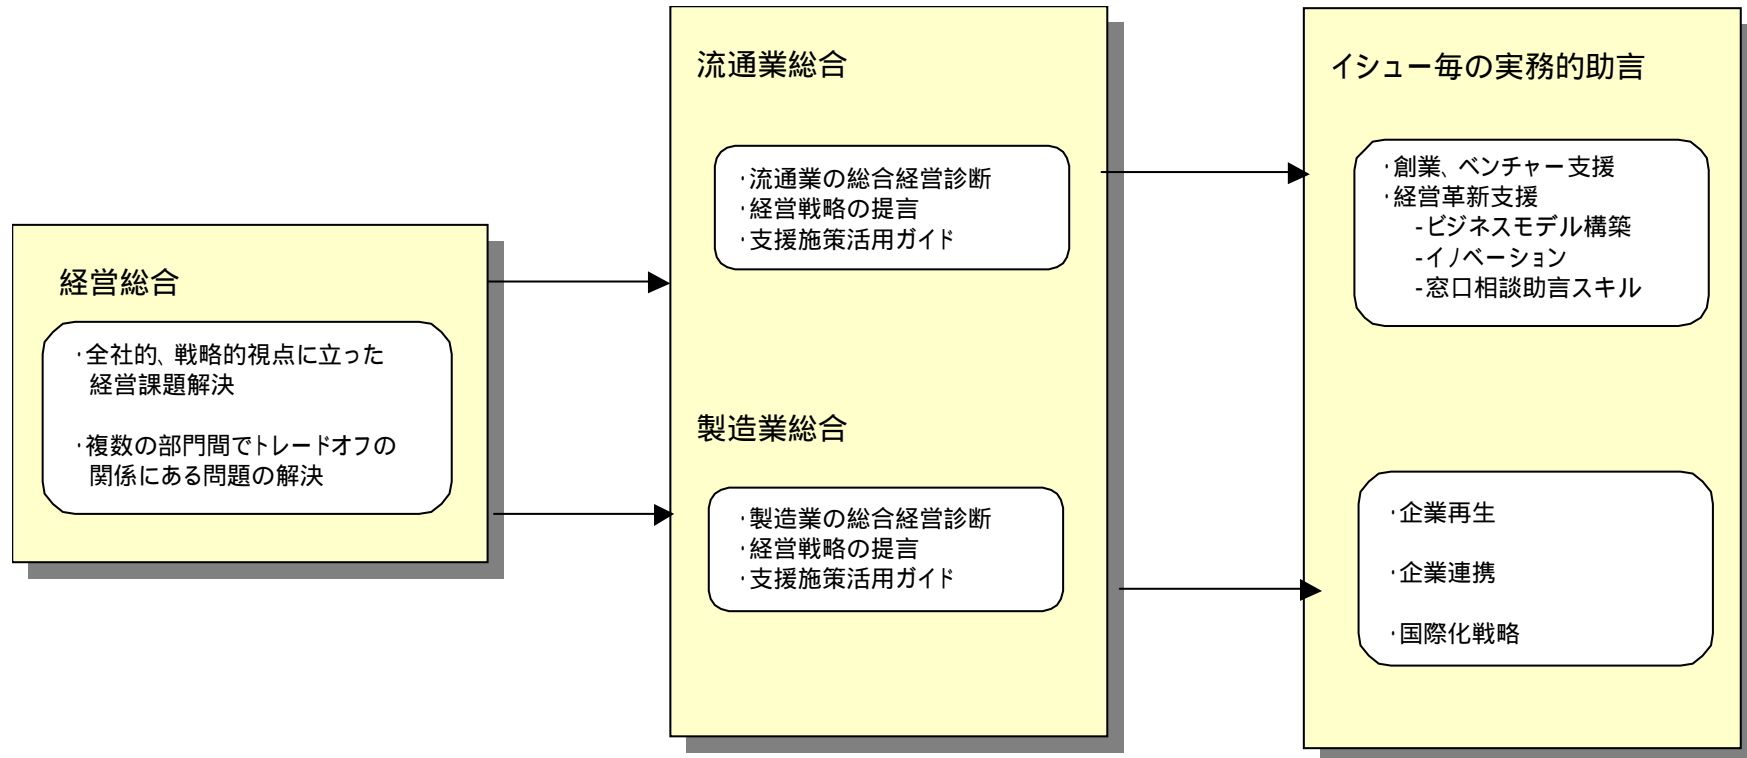 経営総合
･全社的、戦略的視点に立った
経営課題解決
･複数の部門間でトレードオフの
関係にある問題の解決
流通業総合
･流通業の総合経営診断
･経営戦略の提言
･支援施策活用ガイド
製造業総合
･製造業の総合経営診断
･経営戦略の提言
･支援施策活用ガイド
イシュー毎の実務的助言
･創業、ベンチャー支援
･経営革新支援
-ビジネスモデル構築
-イノベーション
-窓口相談助言スキル
･企業再生
･企業連携
･国際化戦略